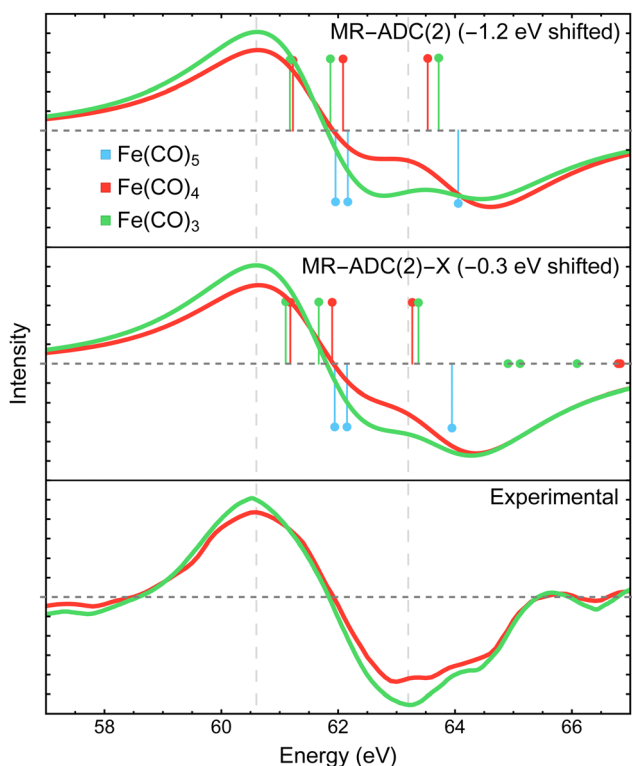 MR−ADC(2) (−1.2 eV shifted)
Fe(CO)₅
Fe(CO)₄
Fe(CO)₃
MR−ADC(2)−X (−0.3 eV shifted)
Intensity
Experimental
58 60 62 64 66
Energy (eV)